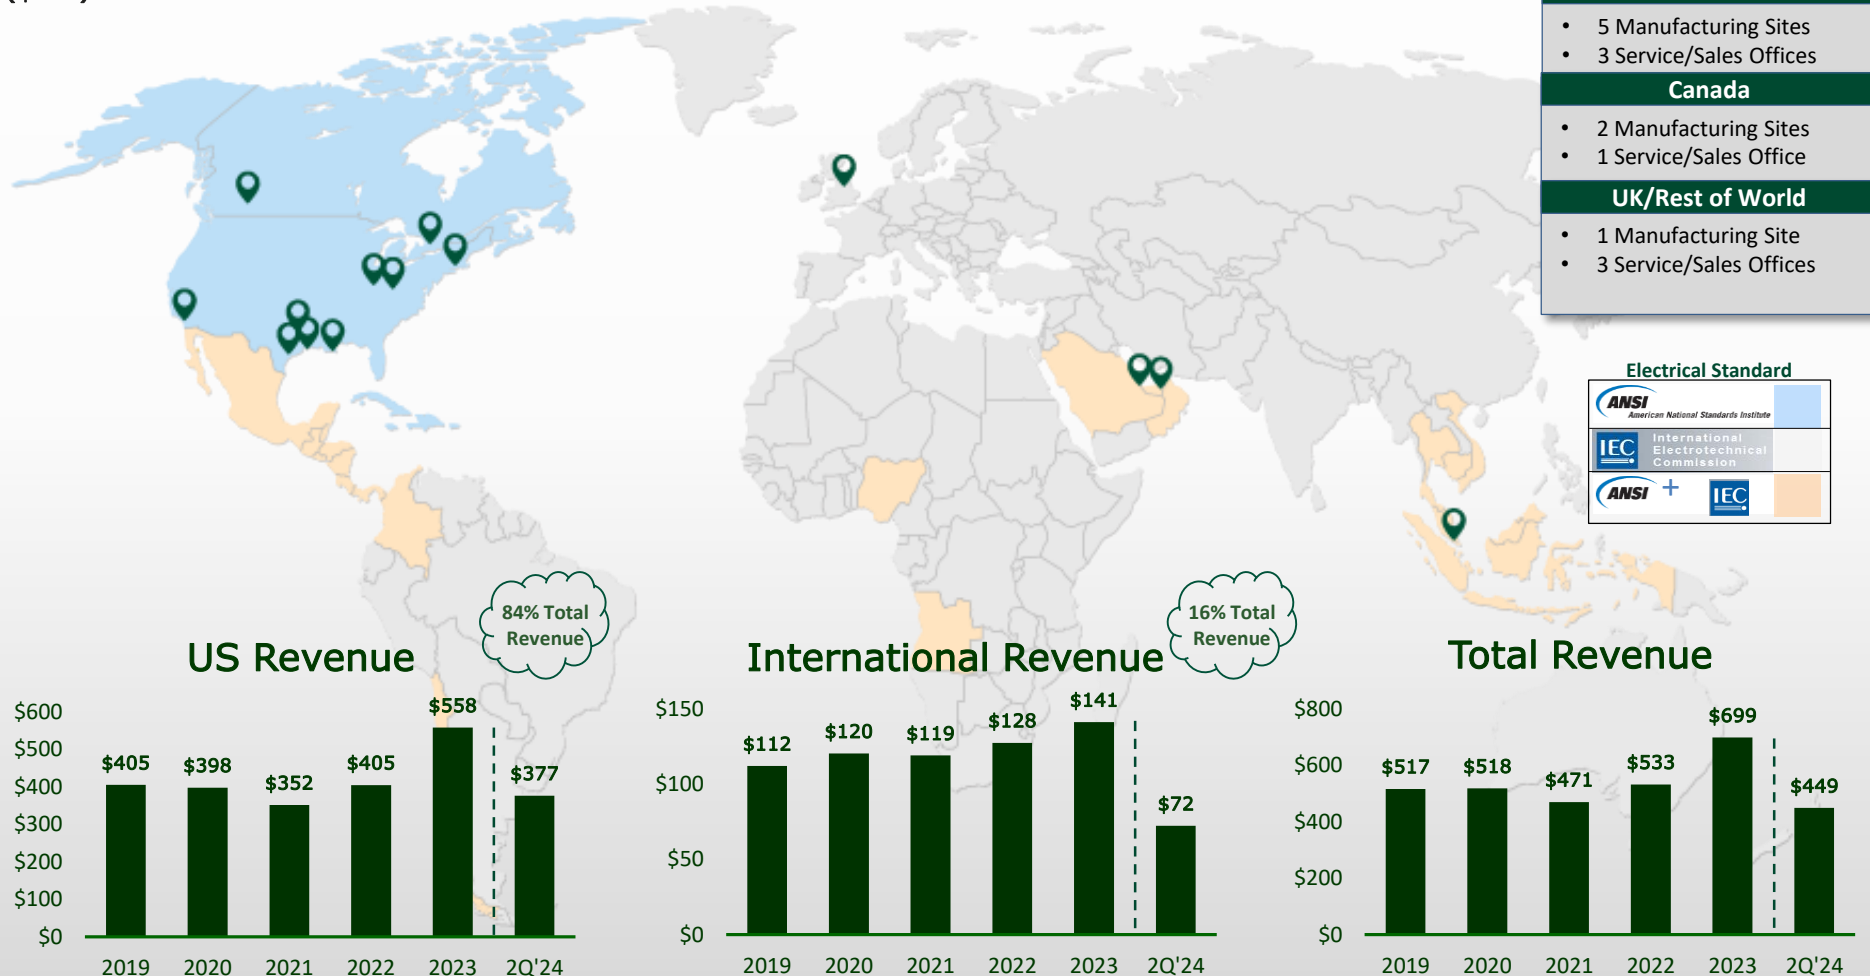 • 5 Manufacturing Sites
• 3 Service/Sales Offices
Canada
• 2 Manufacturing Sites
• 1 Service/Sales Office
UK/Rest of World
• 1 Manufacturing Site
• 3 Service/Sales Offices
Electrical Standard
ANSI
American National Standards Institute
IEC
International
Electrotechnical
Commission
ANSI + IEC
84% Total
Revenue
US Revenue
$600
$500
$400
$300
$200
$100
$0
$405
$398
$352
$405
$558
$377
2019 2020 2021 2022 2023 2Q'24
16% Total
Revenue
International Revenue
$150
$100
$50
$0
$112
$120
$119
$128
$141
$72
2019 2020 2021 2022 2023 2Q'24
Total Revenue
$800
$600
$400
$200
$0
$517
$518
$471
$533
$699
$449
2019 2020 2021 2022 2023 2Q'24